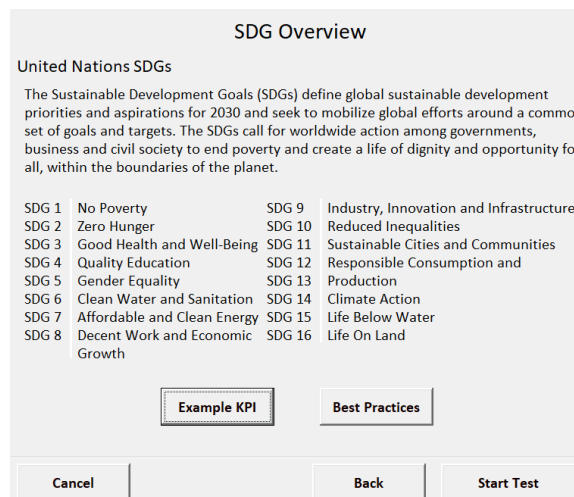 SDG Overview
United Nations SDGs
The Sustainable Development Goals (SDGs) define global sustainable development
priorities and aspirations for 2030 and seek to mobilize global efforts around a commo
set of goals and targets. The SDGs call for worldwide action among governments,
business and civil society to end poverty and create a life of dignity and opportunity fo
all, within the boundaries of the planet.
SDG 1 No Poverty SDG 9 Industry, Innovation and Infrastructure
SDG 2 Zero Hunger SDG 10 Reduced Inequalities
SDG 3 Good Health and Well-Being SDG 11 Sustainable Cities and Communities
SDG 4 Quality Education SDG 12 Responsible Consumption and
SDG 5 Gender Equality SDG 13 Production
SDG 6 Clean Water and Sanitation SDG 14 Climate Action
SDG 7 Affordable and Clean Energy SDG 15 Life Below Water
SDG 8 Decent Work and Economic SDG 16 Life On Land
Growth
Example KPI Best Practices
Cancel Back Start Test